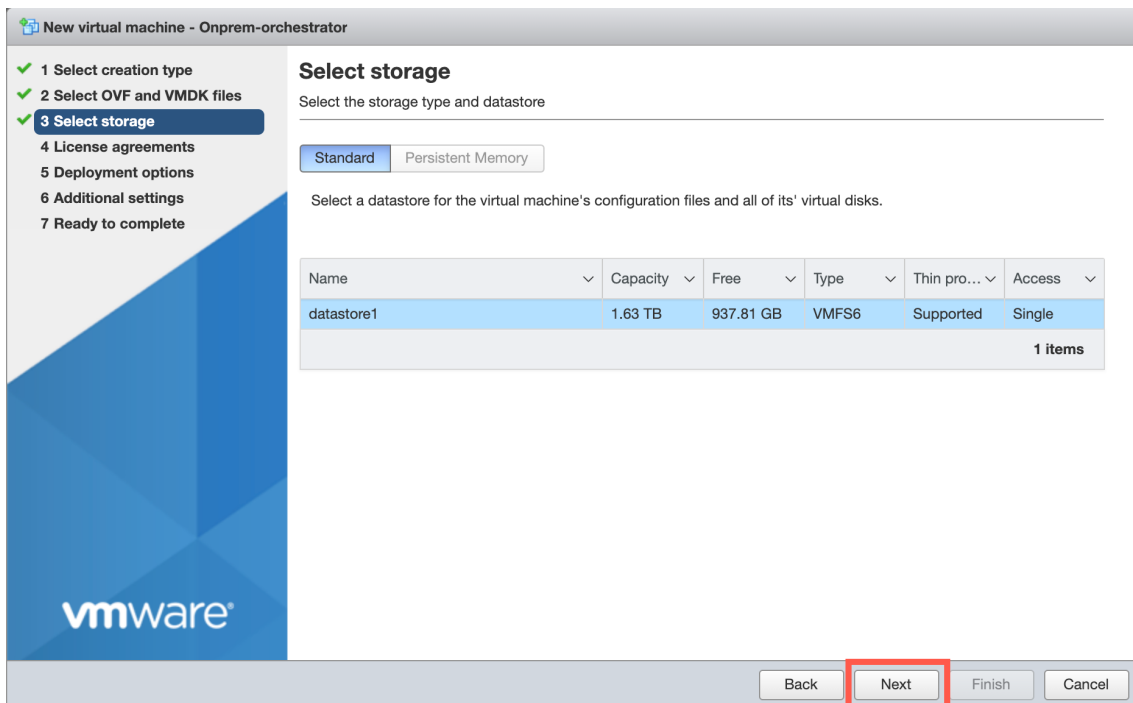 New virtual machine - Onprem-orchestrator
1 Select creation type
2 Select OVF and VMDK files
3 Select storage
4 License agreements
5 Deployment options
6 Additional settings
7 Ready to complete
vmware®
Select storage
Select the storage type and datastore
Standard Persistent Memory
Select a datastore for the virtual machine's configuration files and all of its' virtual disks.
Name Capacity Free Type Thin pro... Access
datastore1 1.63 TB 937.81 GB VMFS6 Supported Single
1 items
Back Next Finish Cancel